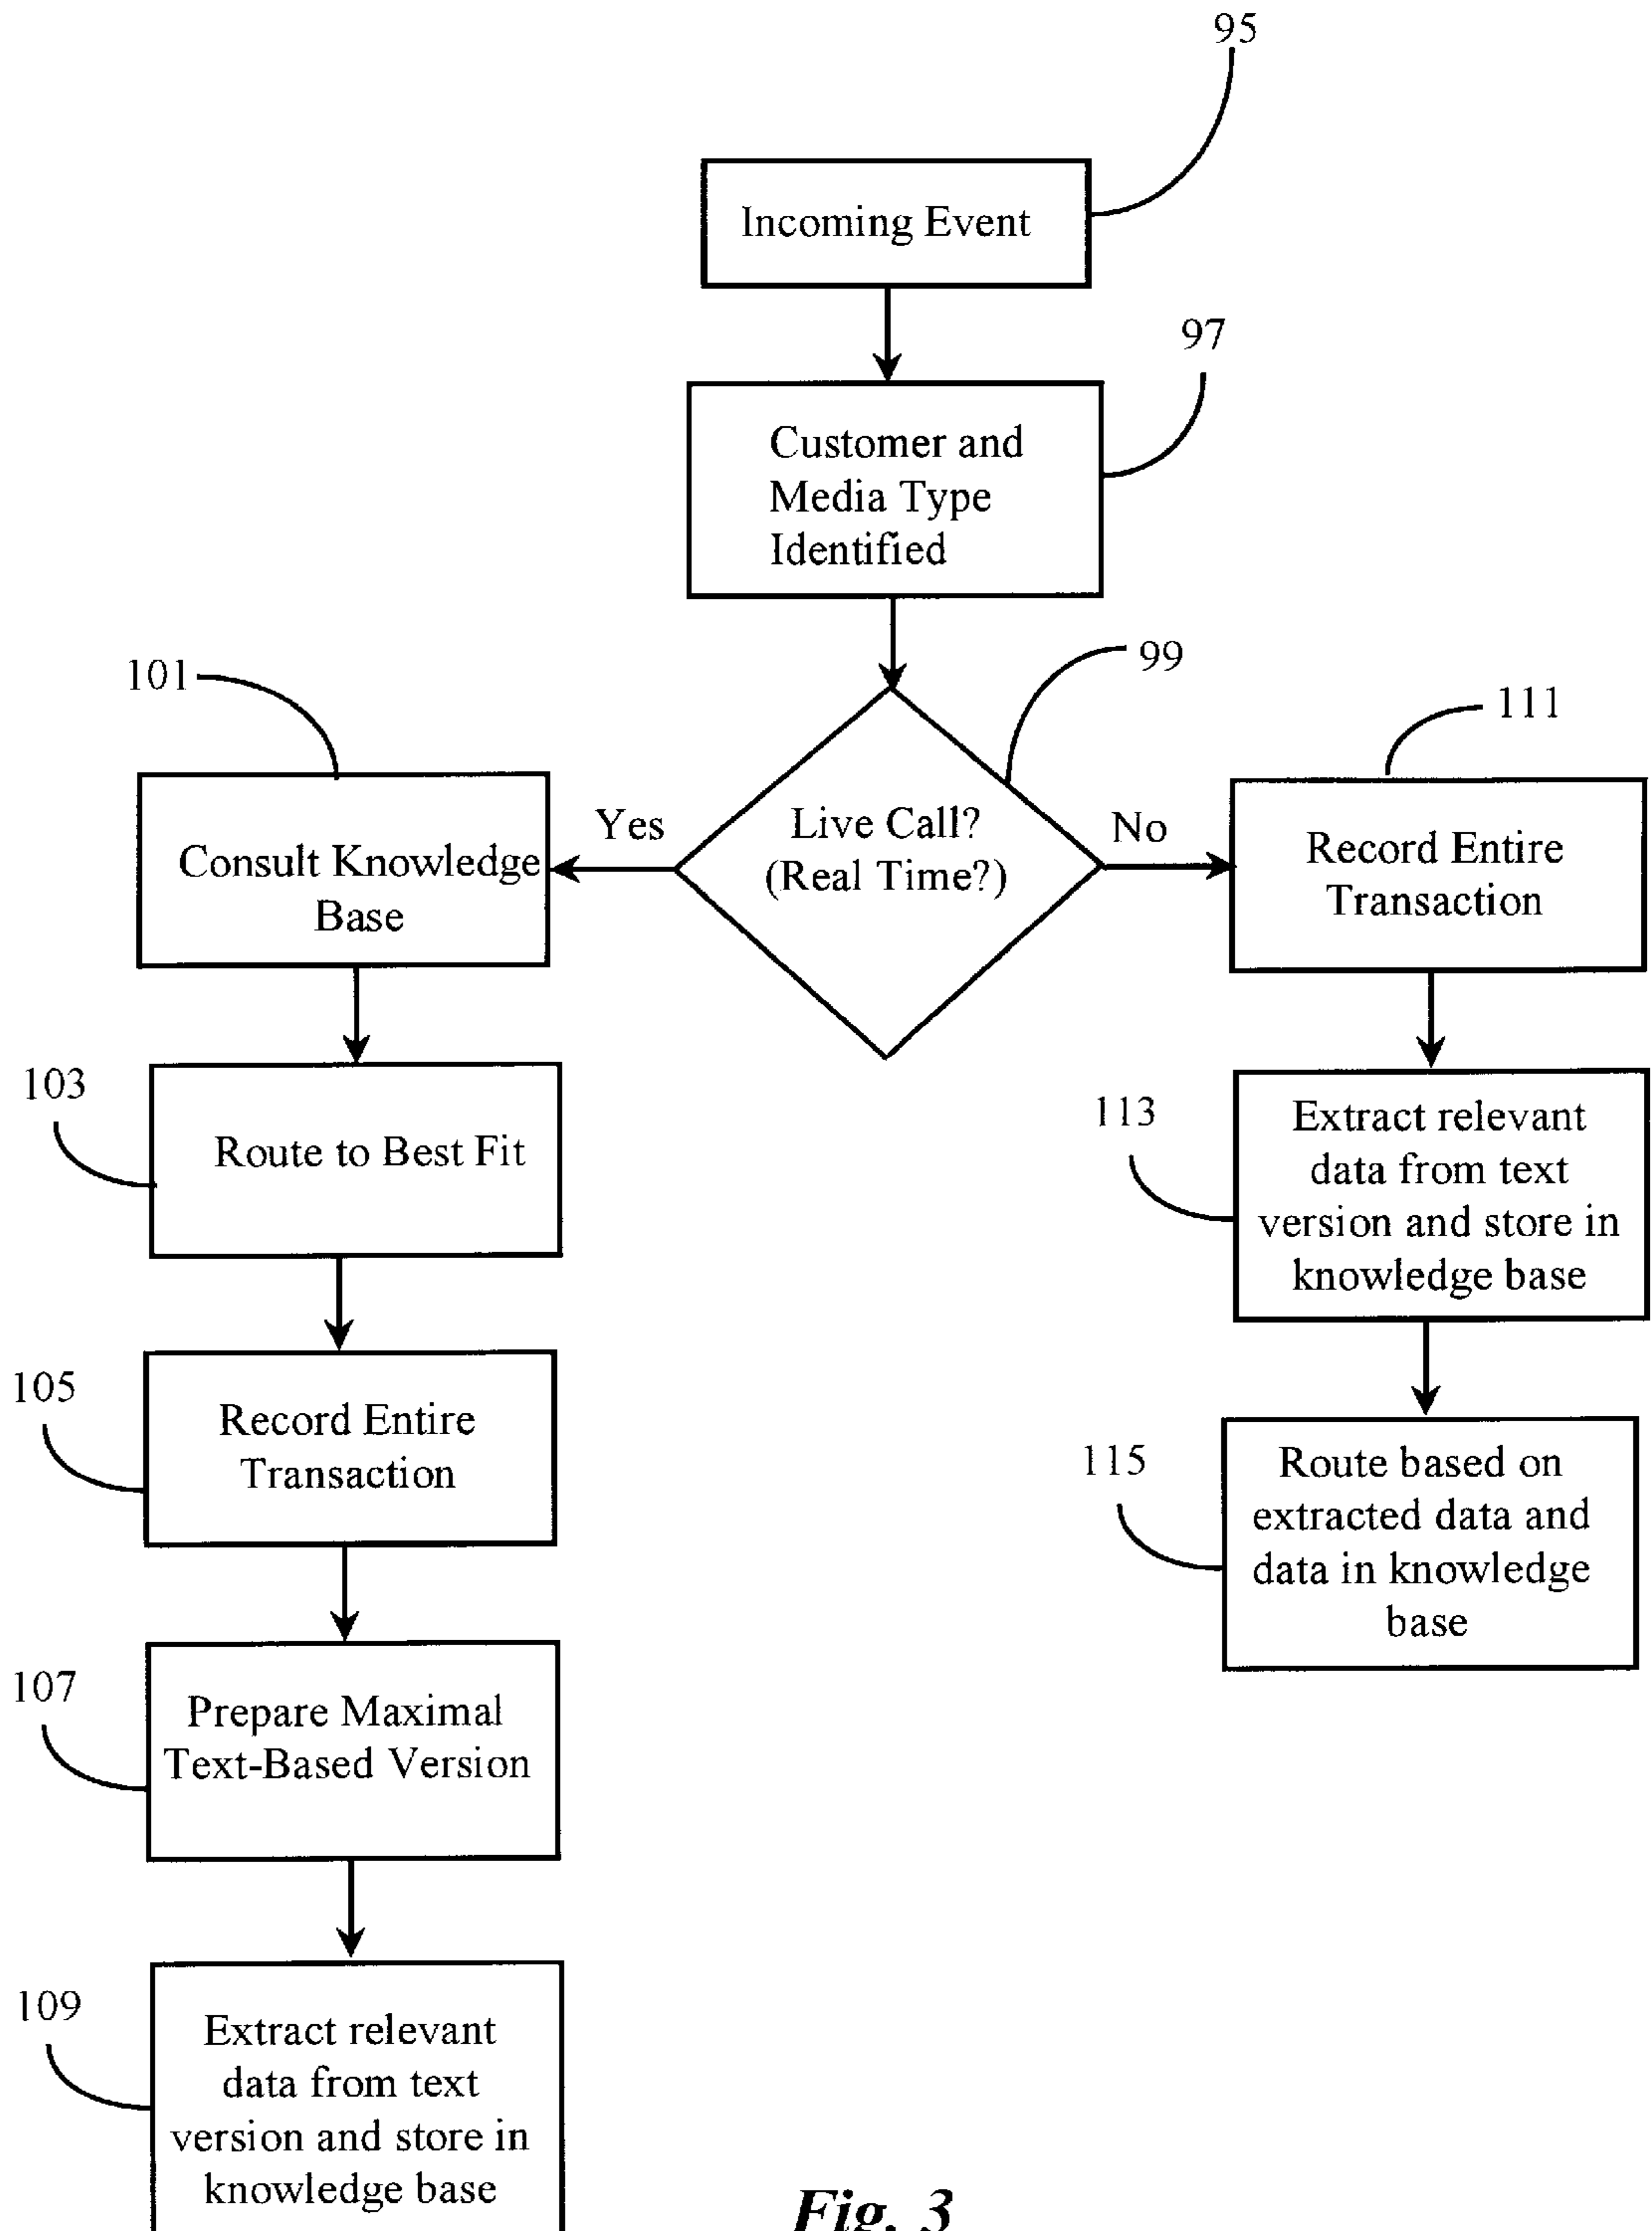 95
Incoming Event
97
Customer and
Media Type
Identified
99
101
111
Live Call?
(Real Time?)
Yes
No
Consult Knowledge
Base
Record Entire
Transaction
103
Route to Best Fit
113
Extract relevant
data from text
version and store in
knowledge base
105
Record Entire
Transaction
115
Route based on
extracted data and
data in knowledge
base
107
Prepare Maximal
Text-Based Version
109
Extract relevant
data from text
version and store in
knowledge base
Fig. 3